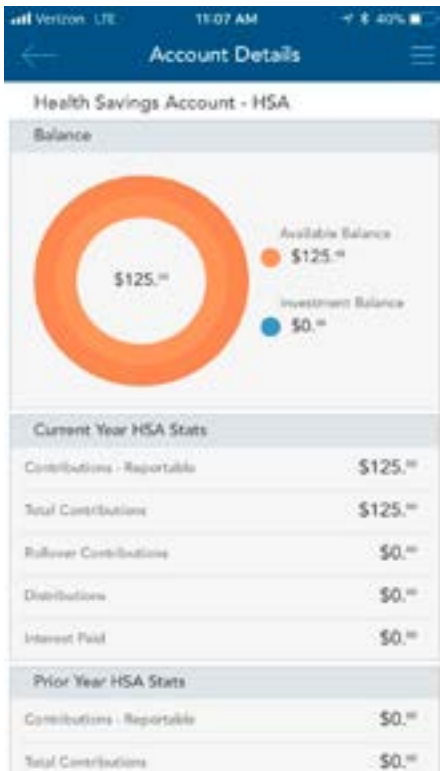 Verizon LTE 11:07 AM 40%
Account Details
Health Savings Account - HSA
Balance
$125.
Available Balance
$125.
Investment Balance
$0.
Current Year HSA Stats
Contributions - Reportable $125.
Total Contributions $125.
Rollover Contributions $0.
Distributions $0.
Interest Paid $0.
Prior Year HSA Stats
Contributions - Reportable $0.
Total Contributions $0.